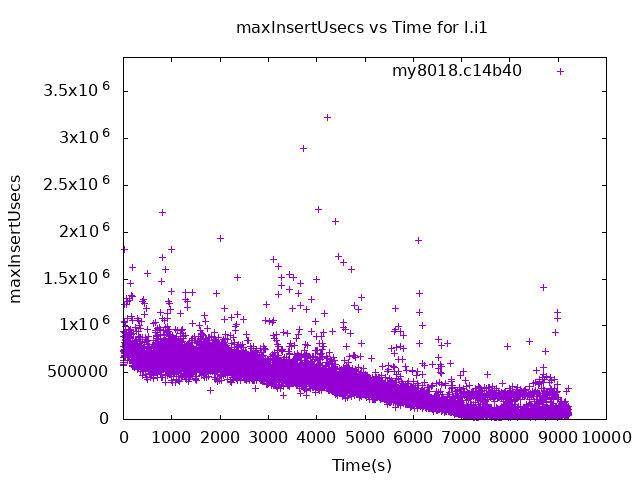 maxInsertUsecs vs Time for l.i1
my8018.c14b40
3.5x10^6
3x10^6
2.5x10^6
2x10^6
1.5x10^6
1x10^6
500000
0
maxInsertUsecs
0 1000 2000 3000 4000 5000 6000 7000 8000 9000 10000
Time(s)